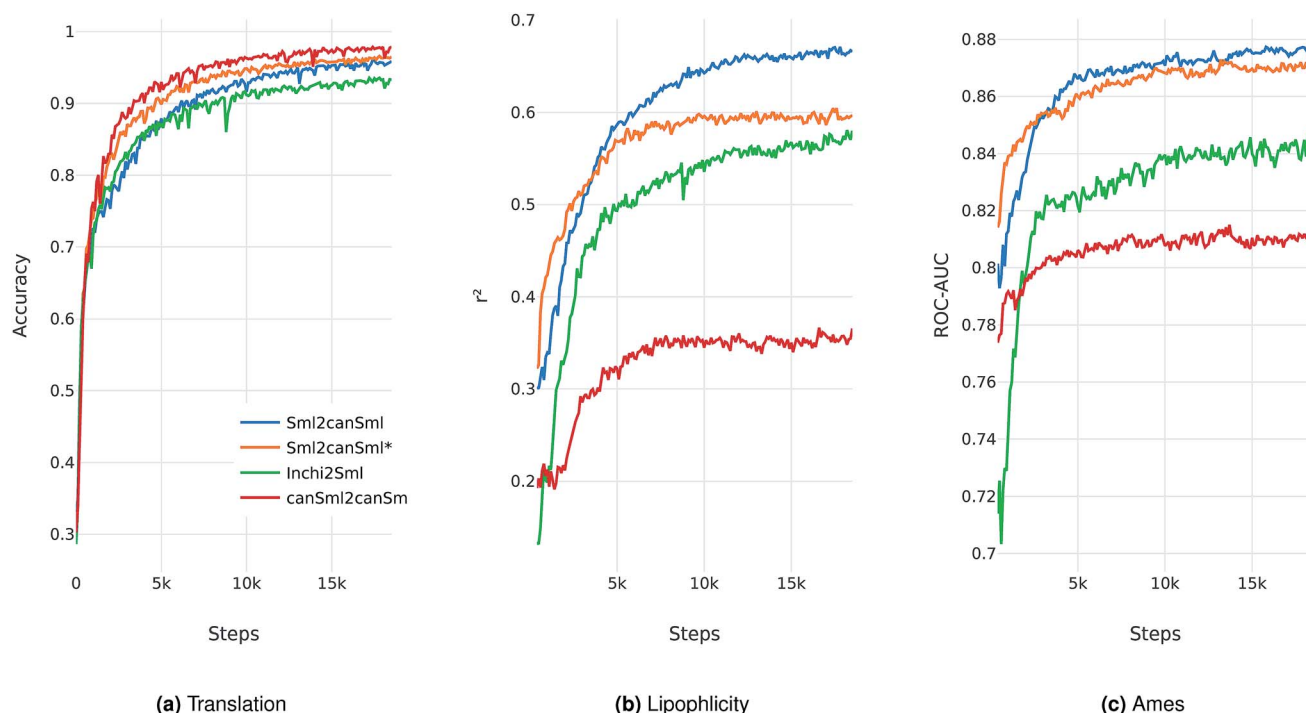 1
0.9
0.8
0.7
0.6
0.5
0.4
0.3
Accuracy
0
5k
10k
15k
Steps
Sml2canSml
Sml2canSml*
Inchi2Sml
canSml2canSm
(a) Translation
0.7
0.6
0.5
0.4
0.3
0.2
r²
5k
10k
15k
Steps
(b) Lipophlicity
0.88
0.86
0.84
0.82
0.8
0.78
0.76
0.74
0.72
0.7
ROC-AUC
5k
10k
15k
Steps
(c) Ames